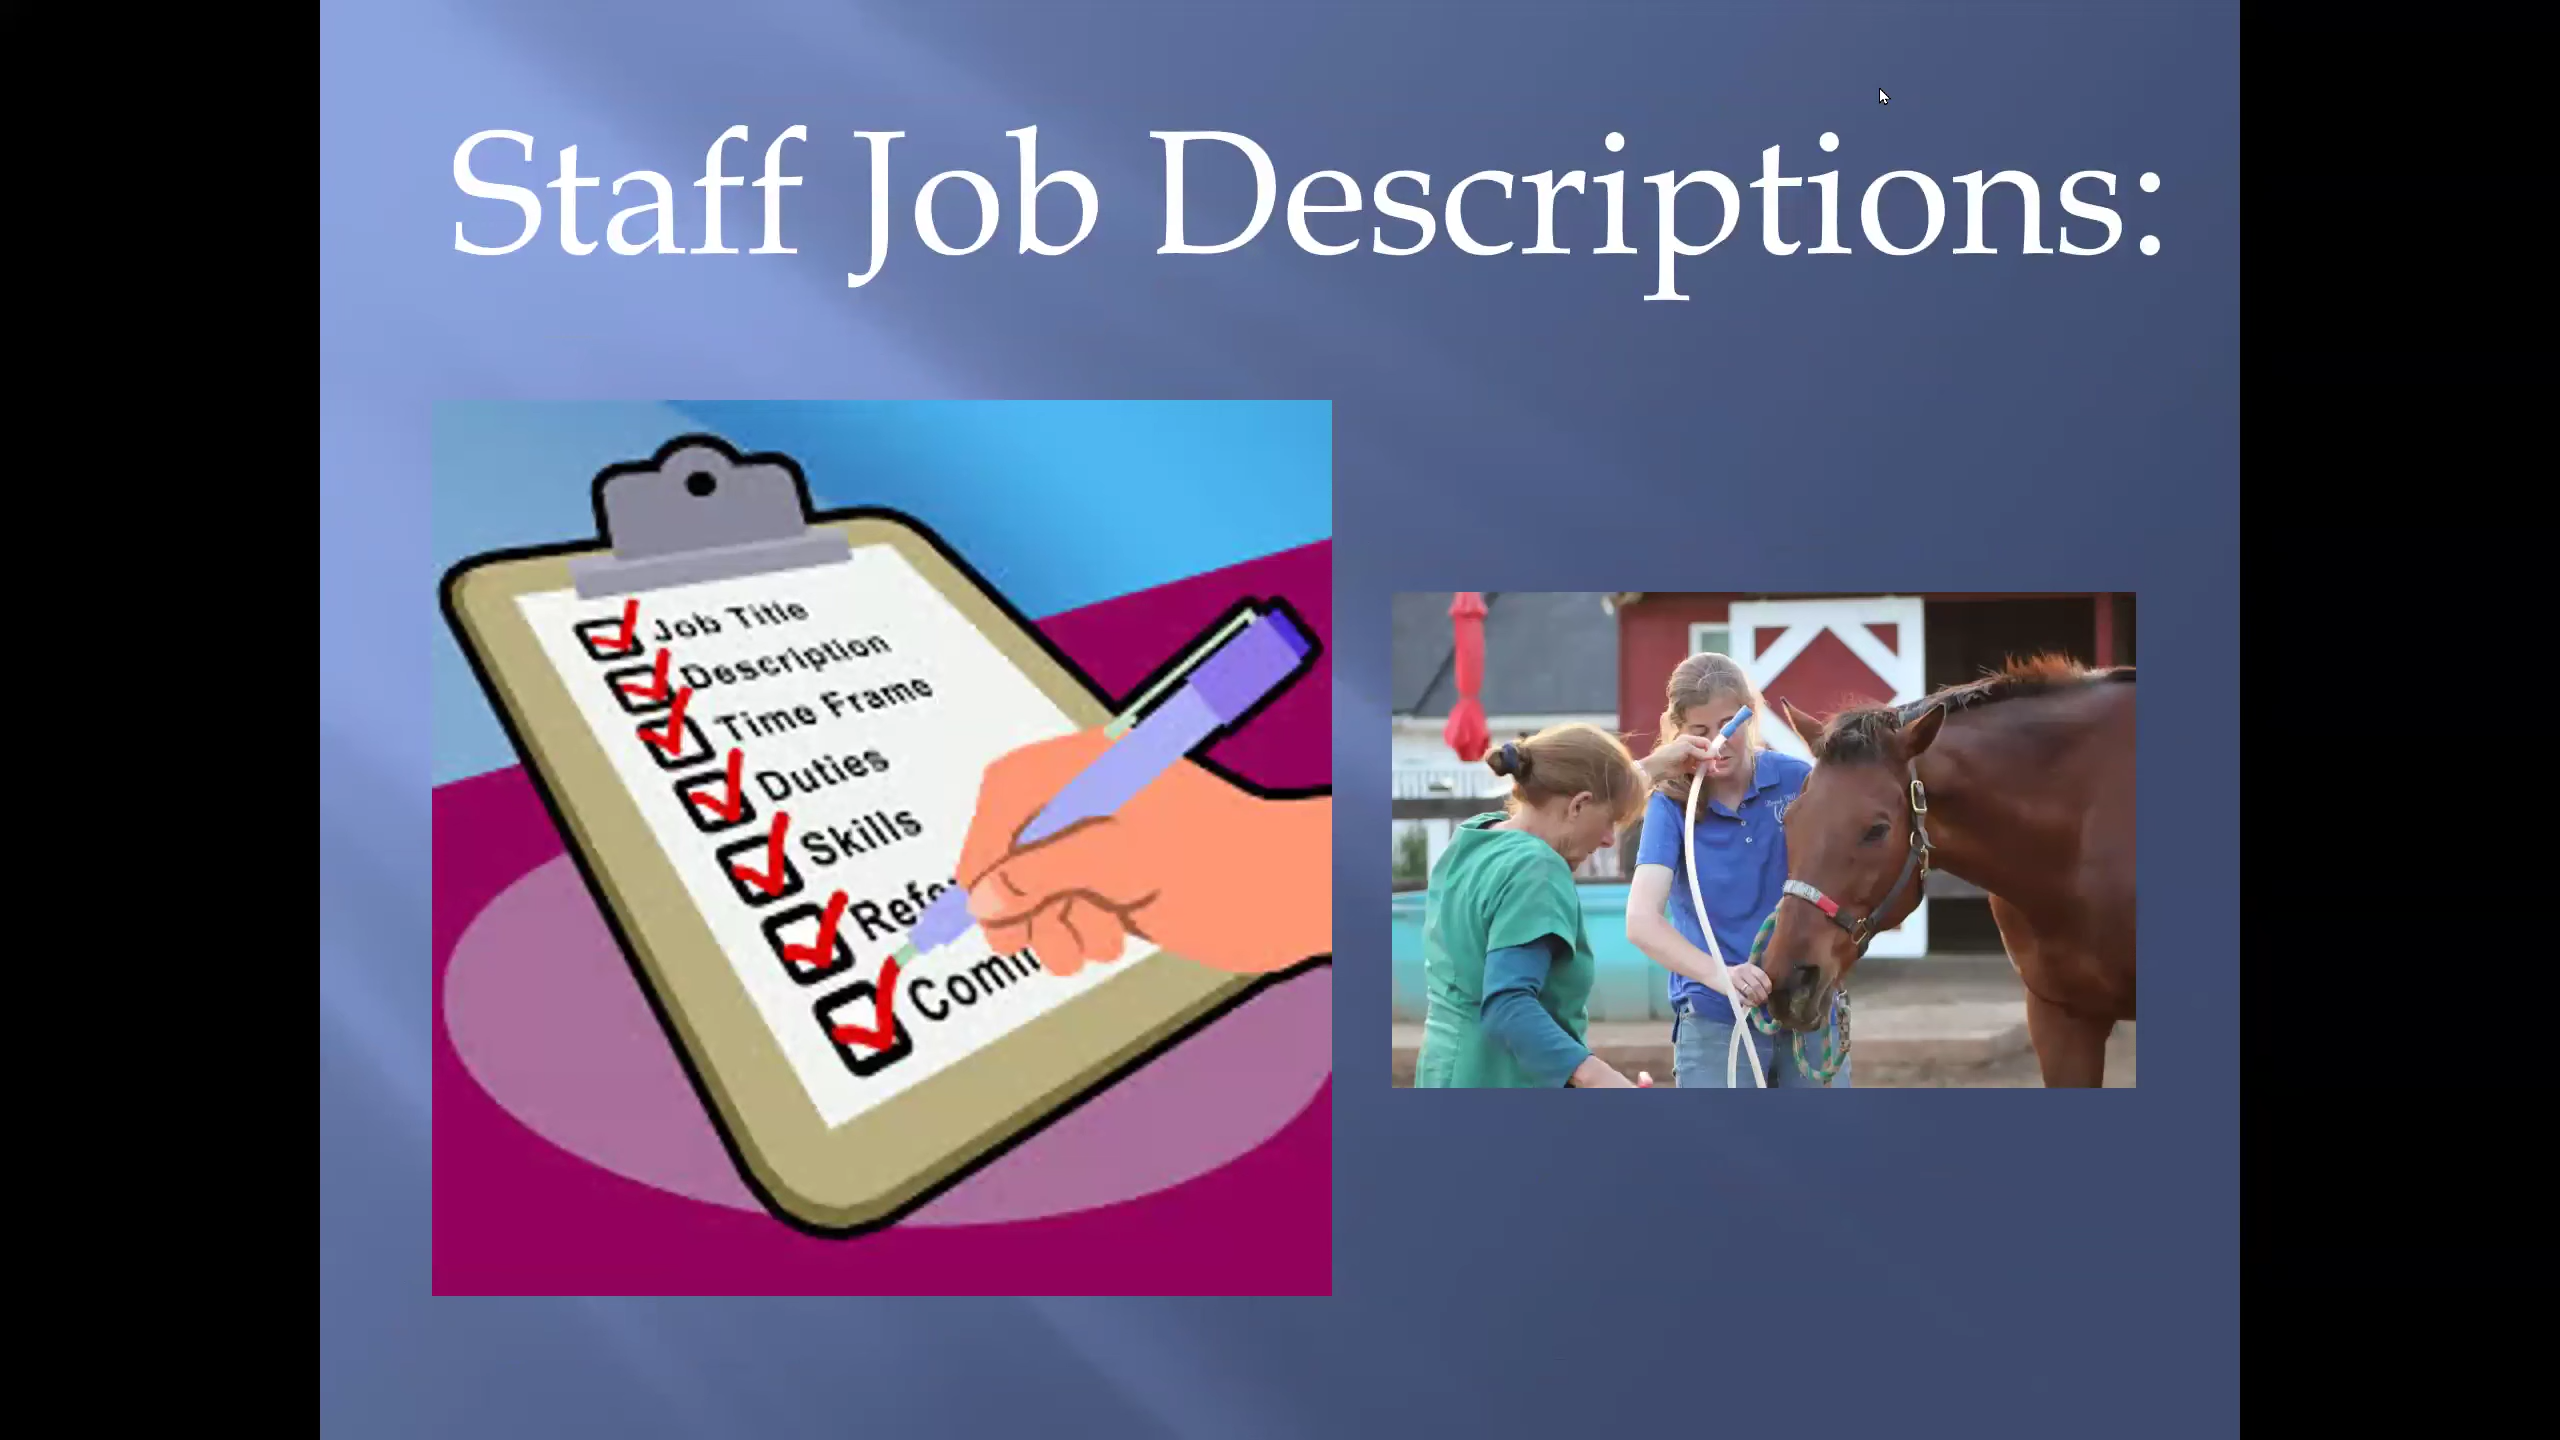 Staff Job Descriptions:
Job Title
Description
Time Frame
Duties
Skills